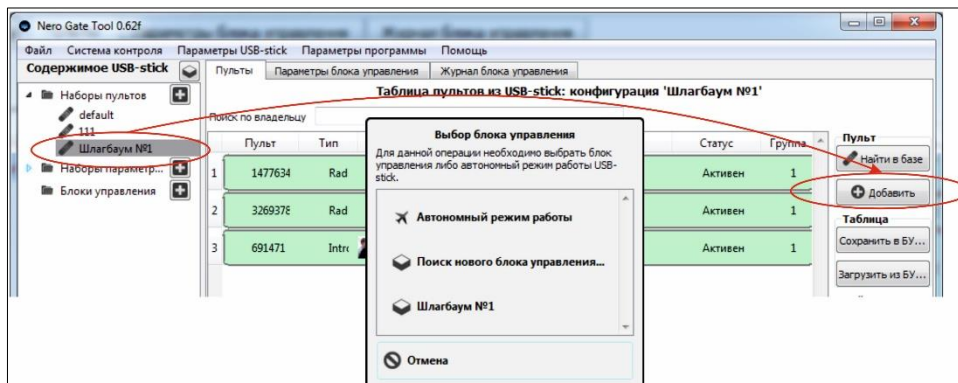 Nero Gate Tool 0.62f
Файл Система контроля Параметры USB-stick Параметры программы Помощь
Содержимое USB-stick
Наборы пультов
default
111
Шлагбаум №1
Наборы параметр...
Блоки управления
Пульты Параметры блока управления Журнал блока управления
Таблица пультов из USB-stick: конфигурация 'Шлагбаум №1'
Поиск по владельцу
Пульт Тип Статус Группа
1 1477634 Rad Активен 1
2 3269378 Rad Активен 1
3 691471 Intro Активен 1
Выбор блока управления
Для данной операции необходимо выбрать блок
управления либо автономный режим работы USB-
stick.
Автономный режим работы
Поиск нового блока управления...
Шлагбаум №1
Отмена
Пульт
Найти в базе
Добавить
Таблица
Сохранить в БУ...
Загрузить из БУ...